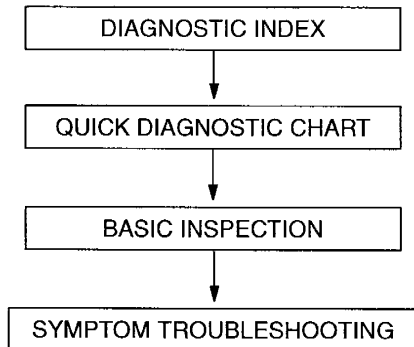 DIAGNOSTIC INDEX
QUICK DIAGNOSTIC CHART
BASIC INSPECTION
SYMPTOM TROUBLESHOOTING